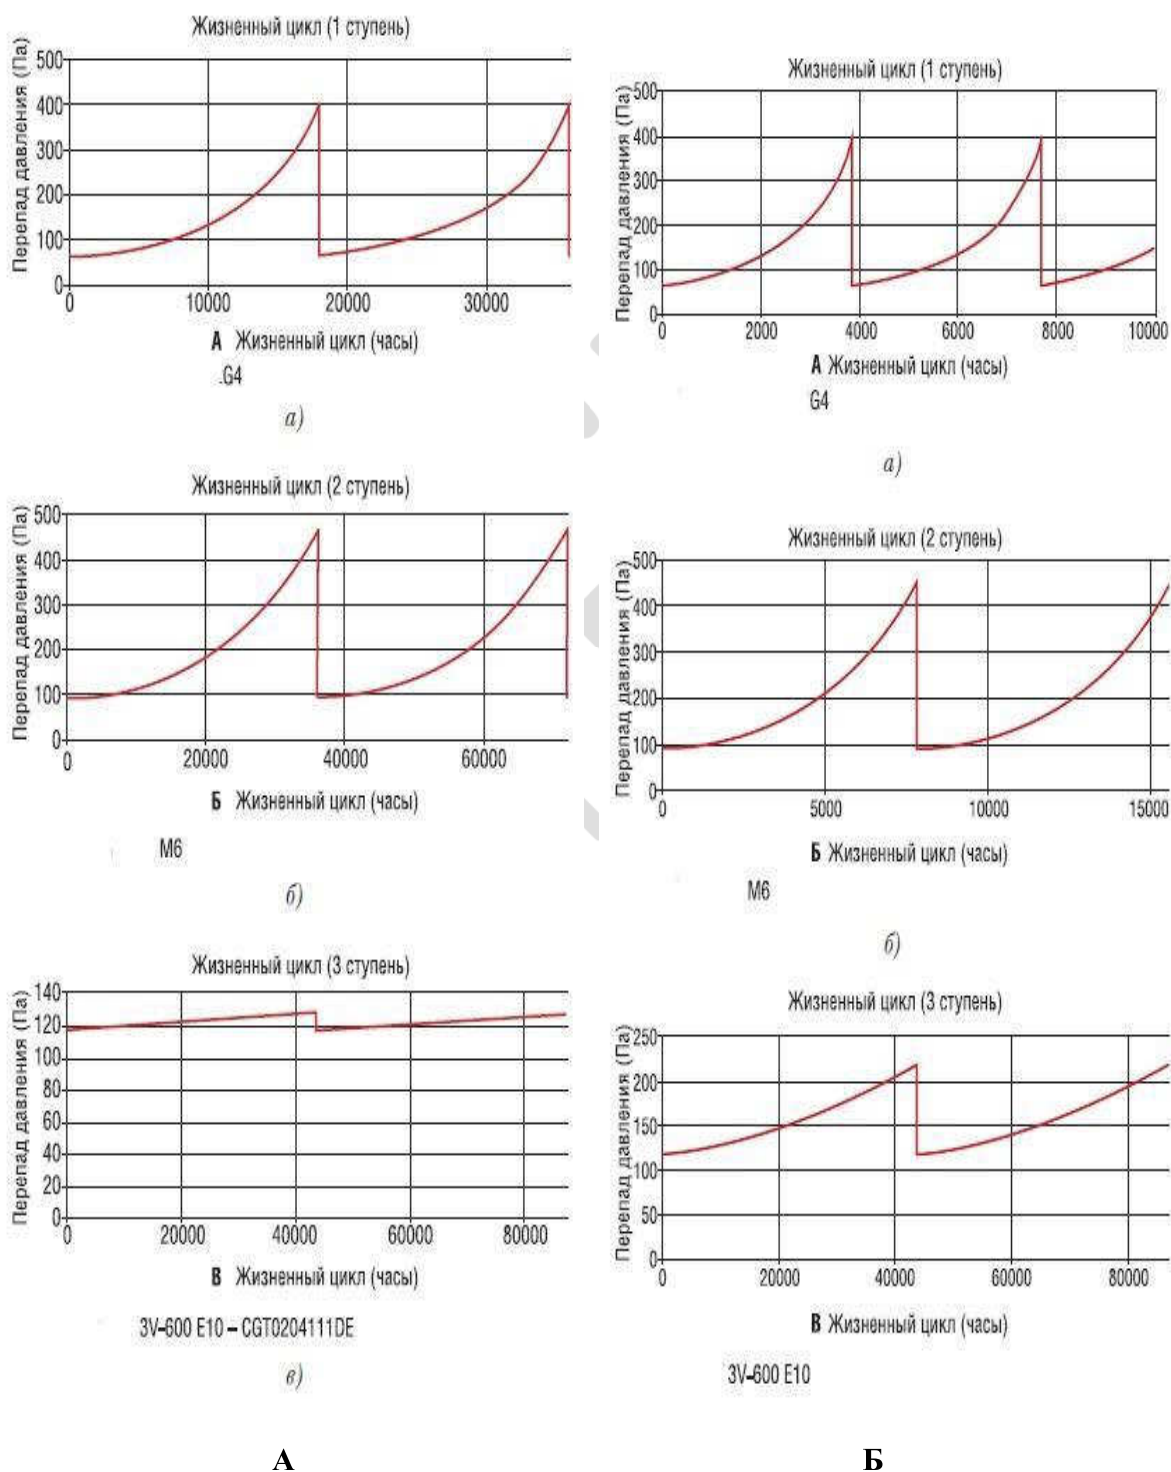 Жизненный цикл (1 ступень)
Перепад давления (Па)
500
400
300
200
100
0
0 10000 20000 30000
А Жизненный цикл (часы)
.G4
а)
Жизненный цикл (2 ступень)
Перепад давления (Па)
500
400
300
200
100
0
0 20000 40000 60000
Б Жизненный цикл (часы)
М6
б)
Жизненный цикл (3 ступень)
Перепад давления (Па)
140
120
100
80
60
40
20
0
0 20000 40000 60000 80000
В Жизненный цикл (часы)
3V–600 E10 – CGT0204111DE
в)
А
Жизненный цикл (1 ступень)
Перепад давления (Па)
500
400
300
200
100
0
0 2000 4000 6000 8000 10000
А Жизненный цикл (часы)
G4
а)
Жизненный цикл (2 ступень)
Перепад давления (Па)
500
400
300
200
100
0
0 5000 10000 15000
Б Жизненный цикл (часы)
М6
б)
Жизненный цикл (3 ступень)
Перепад давления (Па)
250
200
150
100
50
0
0 20000 40000 60000 80000
В Жизненный цикл (часы)
3V–600 E10
Б